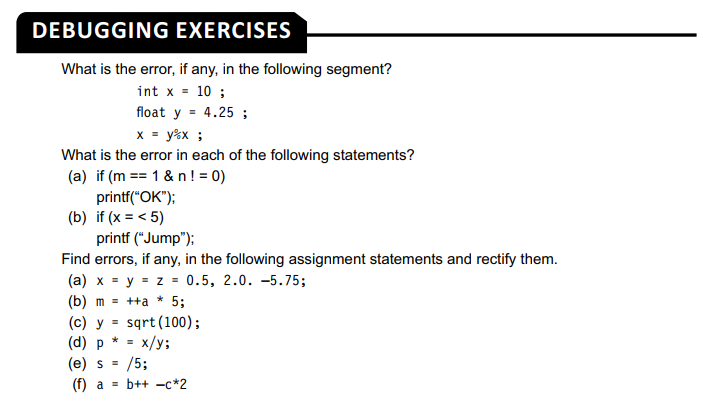 DEBUGGING EXERCISES
What is the error, if any, in the following segment?
int x = 10 ;
float y = 4.25 ;
x = y%x ;
What is the error in each of the following statements?
(a) if (m == 1 & n ! = 0)
printf(“OK”);
(b) if (x = < 5)
printf (“Jump”);
Find errors, if any, in the following assignment statements and rectify them.
(a) x = y = z = 0.5, 2.0. –5.75;
(b) m = ++a * 5;
(c) y = sqrt(100);
(d) p * = x/y;
(e) s = /5;
(f) a = b++ –c*2